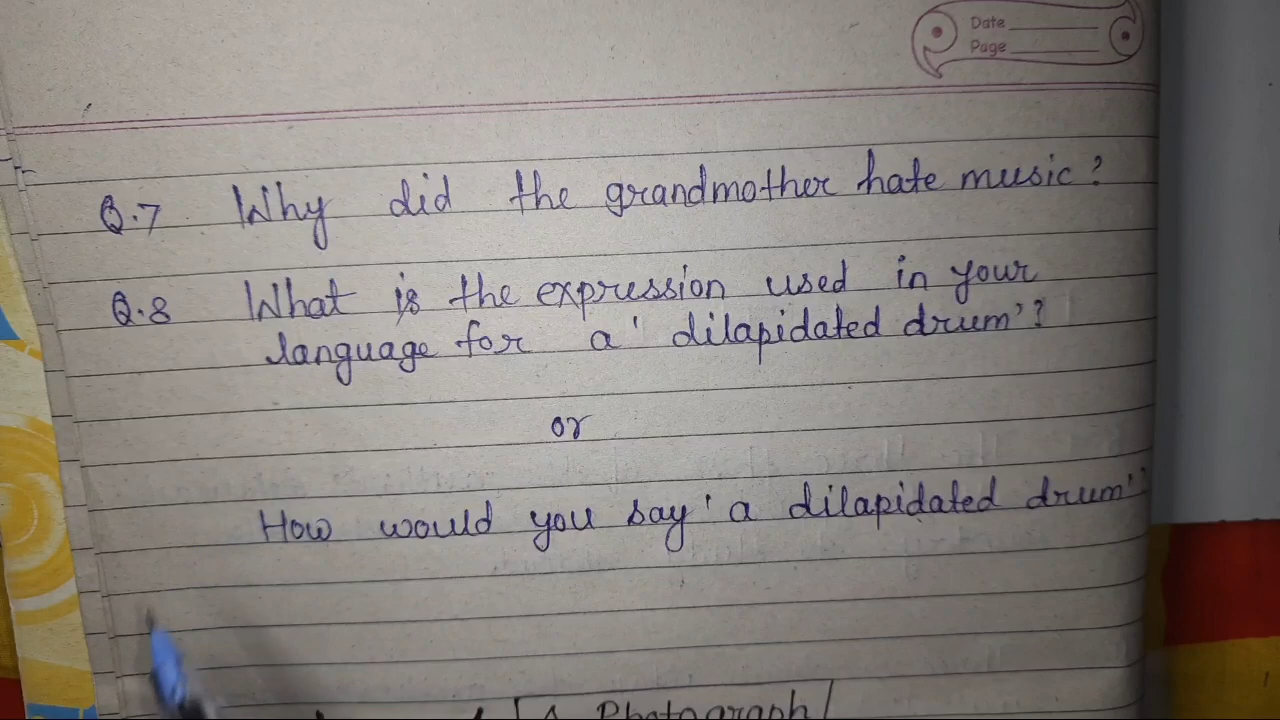 Date
Page
Q.7 Why did the grandmother hate music?
Q.8 What is the expression used in your
language for a 'dilapidated drum'?
or
How would you say 'a dilapidated drum'
A Photograph